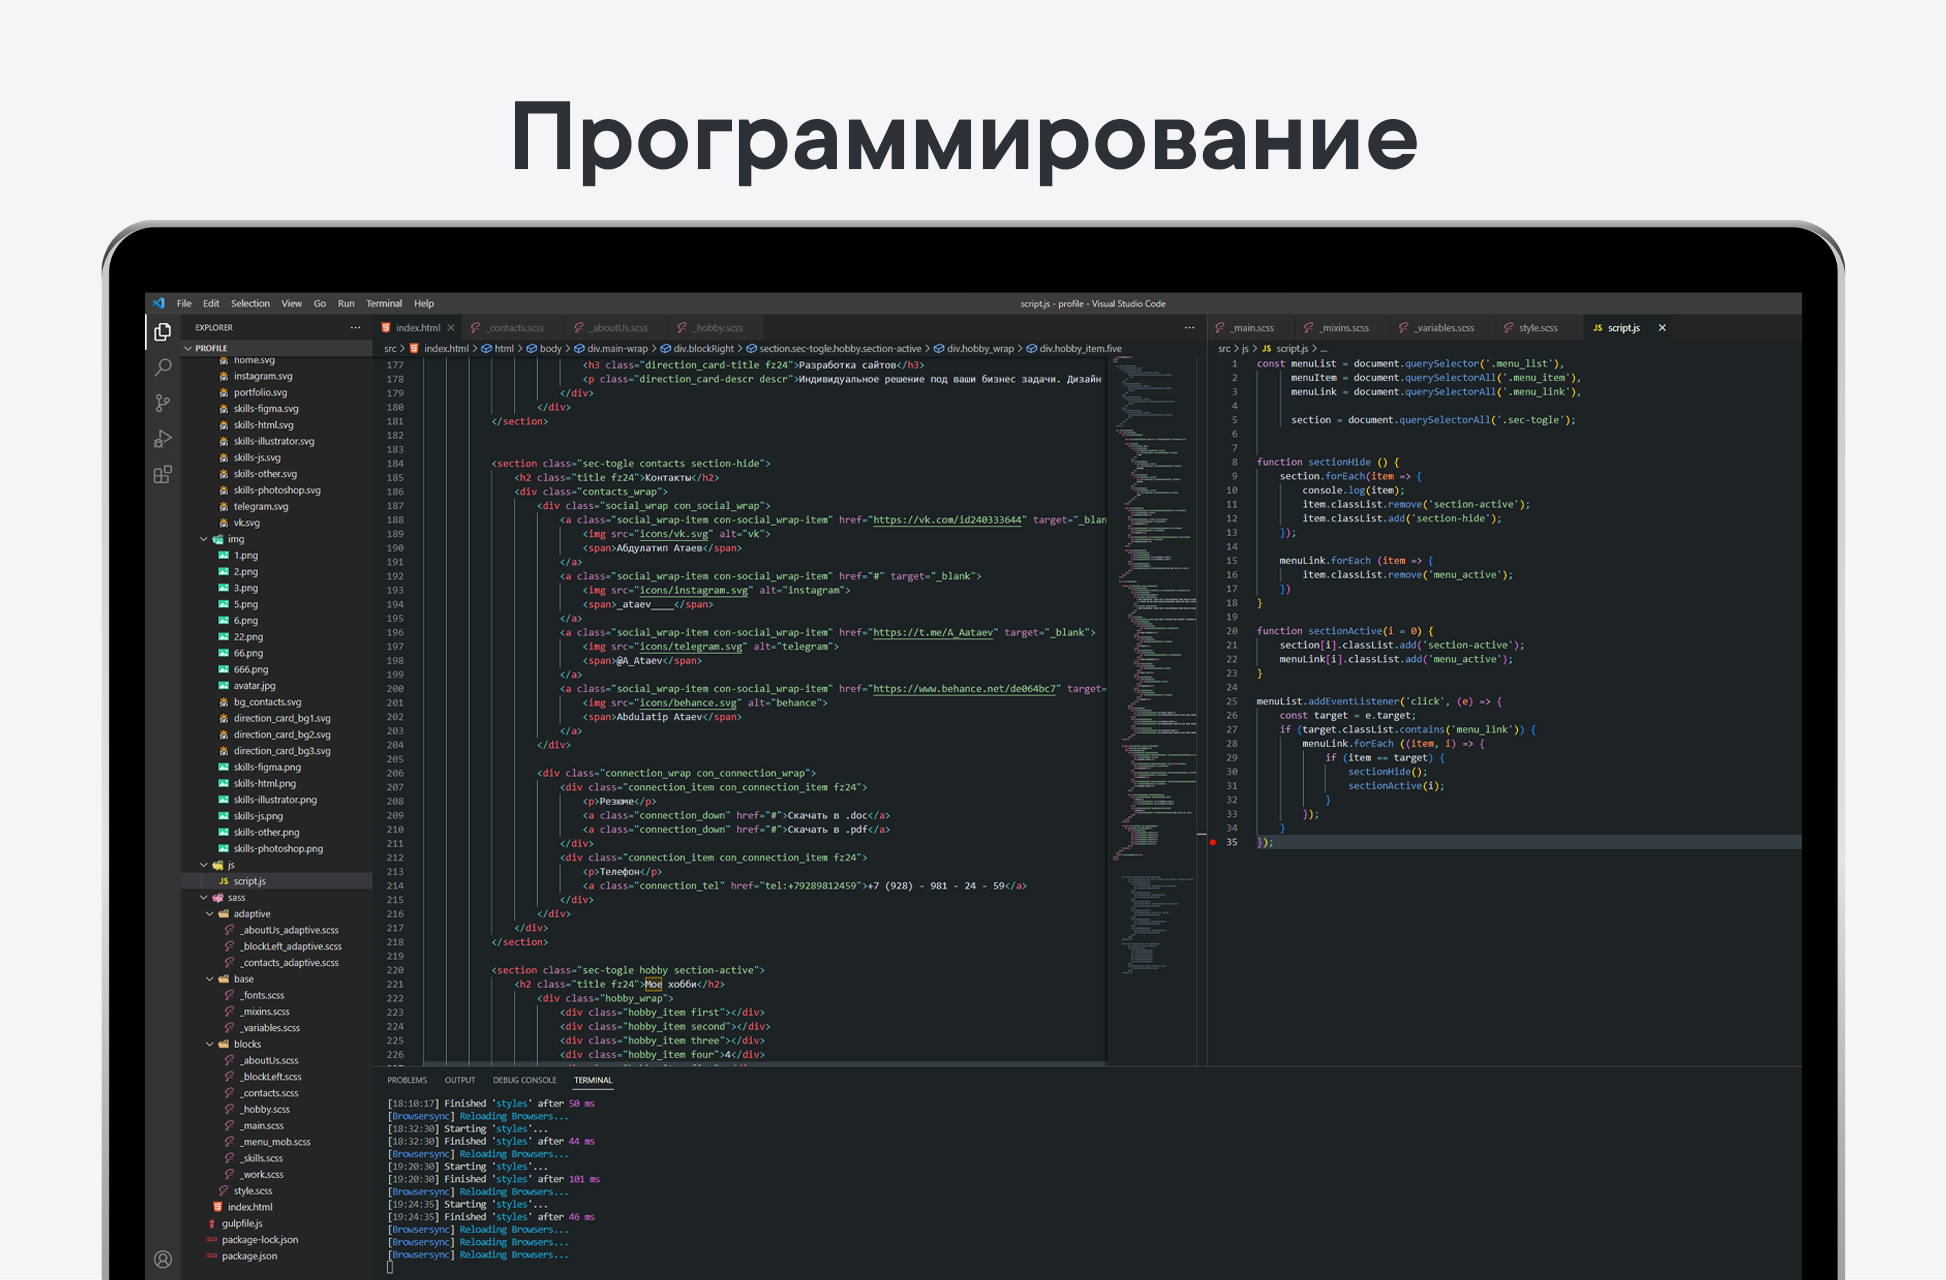 Программирование
File Edit Selection View Go Run Terminal Help
script.js - profile - Visual Studio Code
EXPLORER
PROFILE
home.svg
instagram.svg
portfolio.svg
skills-figma.svg
skills-html.svg
skills-illustrator.svg
skills-js.svg
skills-other.svg
skills-photoshop.svg
telegram.svg
vk.svg
img
1.png
2.png
3.png
5.png
6.png
22.png
66.png
666.png
avatar.jpg
bg_contacts.svg
direction_card_bg1.svg
direction_card_bg2.svg
direction_card_bg3.svg
skills-figma.png
skills-html.png
skills-illustrator.png
skills-js.png
skills-other.png
skills-photoshop.png
js
JS script.js
sass
adaptive
_aboutUs_adaptive.scss
_blockLeft_adaptive.scss
_contacts_adaptive.scss
base
_fonts.scss
_mixins.scss
_variables.scss
blocks
_aboutUs.scss
_blockLeft.scss
_contacts.scss
_hobby.scss
_main.scss
_menu_mob.scss
_skills.scss
_work.scss
style.scss
index.html
gulpfile.js
package-lock.json
package.json
index.html _contacts.scss _aboutUs.scss _hobby.scss
src > index.html > html > body > div.main-wrap > div.blockRight > section.sec-togle.hobby.section-active > div.hobby_wrap > div.hobby_item.five
177 <h3 class="direction_card-title fz24">Разработка сайтов</h3>
178 <p class="direction_card-descr descr">Индивидуальное решение под ваши бизнес задачи. Дизайн
179 </div>
180 </div>
181 </section>
182
183
184 <section class="sec-togle contacts section-hide">
185 <h2 class="title fz24">Контакты</h2>
186 <div class="contacts_wrap">
187 <div class="social_wrap con_social_wrap">
188 <a class="social_wrap-item con-social_wrap-item" href="https://vk.com/id240333644" target="_blan
189 <img src="icons/vk.svg" alt="vk">
190 <span>Абдулатип Атаев</span>
191 </a>
192 <a class="social_wrap-item con-social_wrap-item" href="#" target="_blank">
193 <img src="icons/instagram.svg" alt="instagram">
194 <span>_ataev____</span>
195 </a>
196 <a class="social_wrap-item con-social_wrap-item" href="https://t.me/A_Aataev" target="_blank">
197 <img src="icons/telegram.svg" alt="telegram">
198 <span>@A_Ataev</span>
199 </a>
200 <a class="social_wrap-item con-social_wrap-item" href="https://www.behance.net/de064bc7" target=
201 <img src="icons/behance.svg" alt="behance">
202 <span>Abdulatip Ataev</span>
203 </a>
204 </div>
205
206 <div class="connection_wrap con_connection_wrap">
207 <div class="connection_item con_connection_item fz24">
208 <p>Резюме</p>
209 <a class="connection_down" href="#">Скачать в .doc</a>
210 <a class="connection_down" href="#">Скачать в .pdf</a>
211 </div>
212 <div class="connection_item con_connection_item fz24">
213 <p>Телефон</p>
214 <a class="connection_tel" href="tel:+79289812459">+7 (928) - 981 - 24 - 59</a>
215 </div>
216 </div>
217 </div>
218 </section>
219
220 <section class="sec-togle hobby section-active">
221 <h2 class="title fz24">Мое хобби</h2>
222 <div class="hobby_wrap">
223 <div class="hobby_item first"></div>
224 <div class="hobby_item second"></div>
225 <div class="hobby_item three"></div>
226 <div class="hobby_item four">4</div>
_main.scss _mixins.scss _variables.scss style.scss JS script.js
src > js > JS script.js > ...
1 const menuList = document.querySelector('.menu_list'),
2 menuItem = document.querySelectorAll('.menu_item'),
3 menuLink = document.querySelectorAll('.menu_link'),
4
5 section = document.querySelectorAll('.sec-togle');
6
7
8 function sectionHide () {
9 section.forEach(item => {
10 console.log(item);
11 item.classList.remove('section-active');
12 item.classList.add('section-hide');
13 });
14
15 menuLink.forEach (item => {
16 item.classList.remove('menu_active');
17 })
18 }
19
20 function sectionActive(i = 0) {
21 section[i].classList.add('section-active');
22 menuLink[i].classList.add('menu_active');
23 }
24
25 menuList.addEventListener('click', (e) => {
26 const target = e.target;
27 if (target.classList.contains('menu_link')) {
28 menuLink.forEach ((item, i) => {
29 if (item == target) {
30 sectionHide();
31 sectionActive(i);
32 }
33 });
34 }
35 });
PROBLEMS OUTPUT DEBUG CONSOLE TERMINAL
[18:10:17] Finished 'styles' after 50 ms
[Browsersync] Reloading Browsers...
[18:32:30] Starting 'styles'...
[18:32:30] Finished 'styles' after 44 ms
[Browsersync] Reloading Browsers...
[19:20:30] Starting 'styles'...
[19:20:30] Finished 'styles' after 101 ms
[Browsersync] Reloading Browsers...
[19:24:35] Starting 'styles'...
[19:24:35] Finished 'styles' after 46 ms
[Browsersync] Reloading Browsers...
[Browsersync] Reloading Browsers...
[Browsersync] Reloading Browsers...